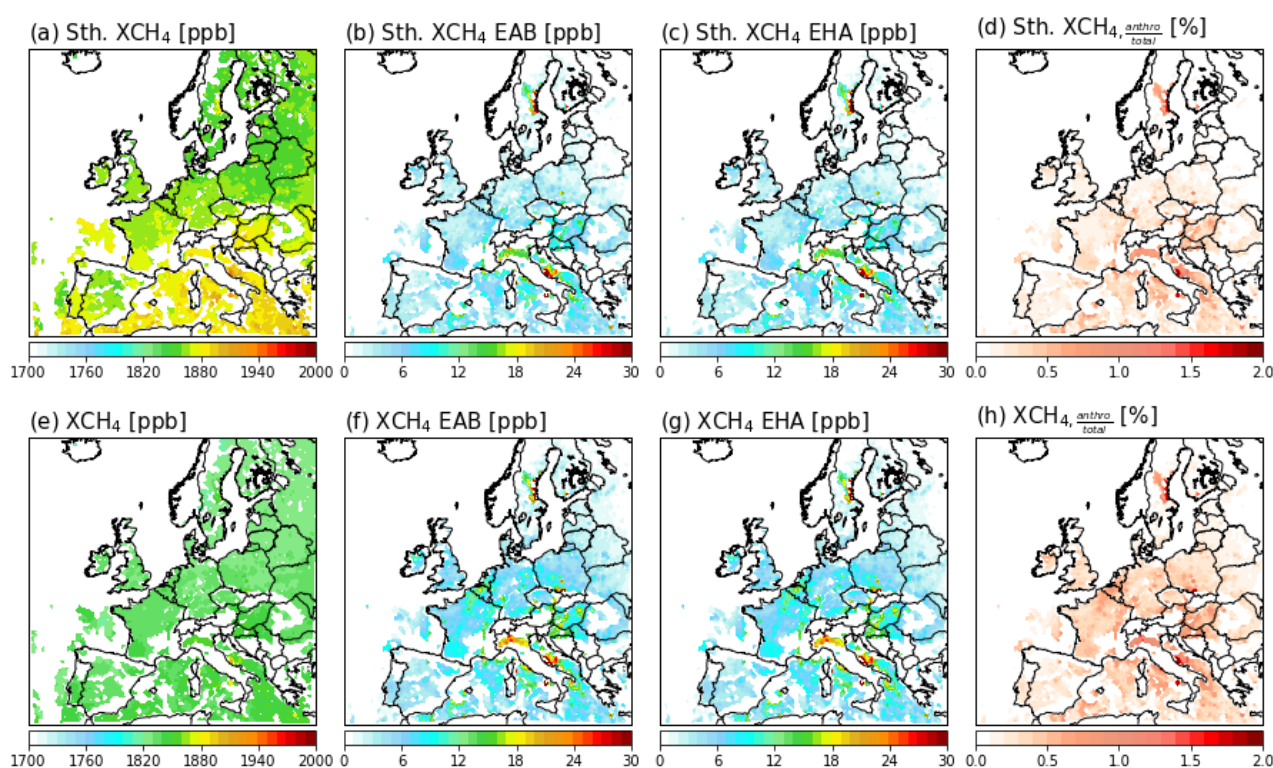 (a) Sth. XCH4 [ppb] (b) Sth. XCH4 EAB [ppb] (c) Sth. XCH4 EHA [ppb] (d) Sth. XCH4, anthro/total [%]
1700 1760 1820 1880 1940 2000 0 6 12 18 24 30 0 6 12 18 24 30 0.0 0.5 1.0 1.5 2.0
(e) XCH4 [ppb] (f) XCH4 EAB [ppb] (g) XCH4 EHA [ppb] (h) XCH4, anthro/total [%]
1700 1760 1820 1880 1940 2000 0 6 12 18 24 30 0 6 12 18 24 30 0.0 0.5 1.0 1.5 2.0